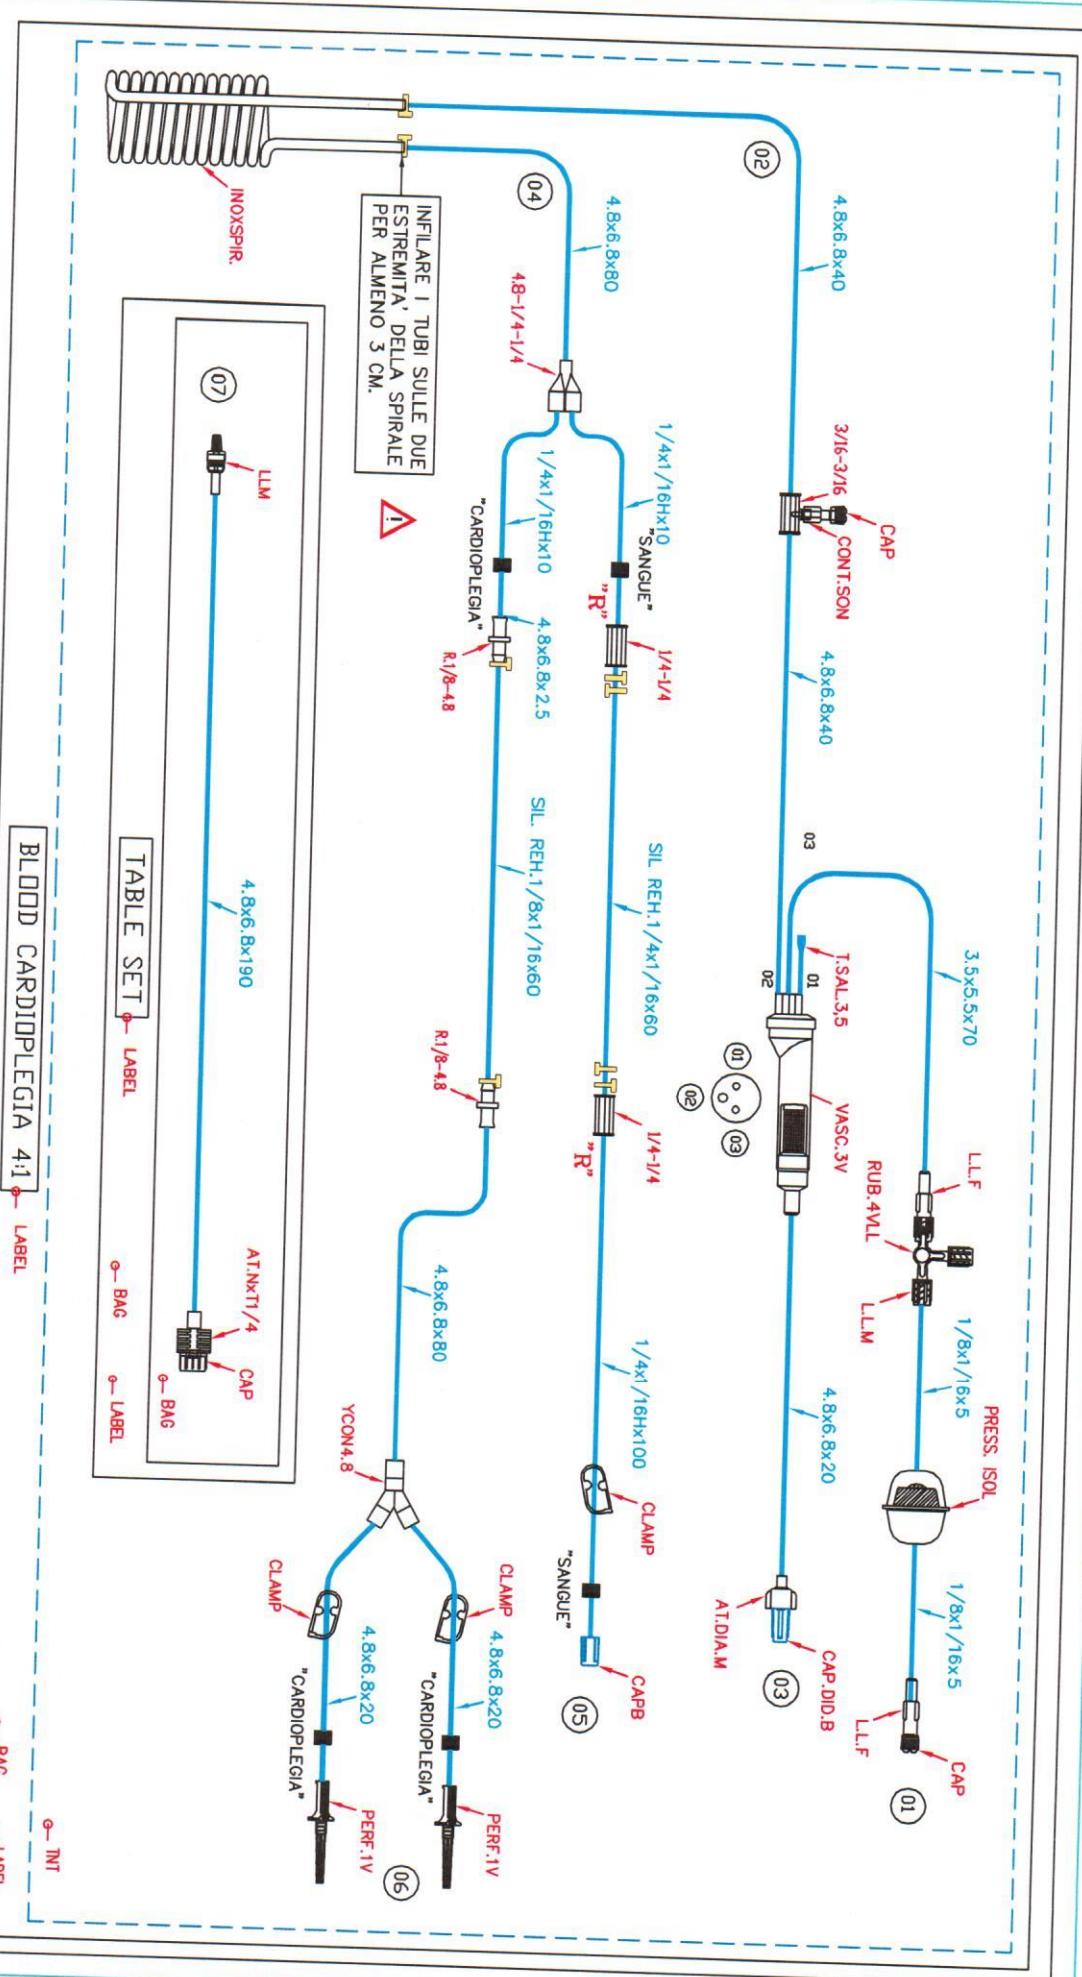 L.L.F
RUB.4VLL
L.L.M
PRESS. ISOL
CAP
L.L.F
01
3.5x5.5x70
1/8x1/16x5
1/8x1/16x5
02
4.8x6.8x40
3/16-3/16
CAP
CONT.SON
4.8x6.8x40
03
T.SAL.3,5
01
02
VASC.3V
01
02
03
4.8x6.8x20
CAP.DID.B
AT.DIA.M
03
04
4.8x6.8x80
4.8-1/4-1/4
1/4x1/16Hx10
"SANGUE"
"R"
1/4-1/4
SIL REH.1/4x1/16x60
1/4-1/4
"R"
1/4x1/16Hx100
CLAMP
"SANGUE"
CAPB
05
1/4x1/16Hx10
"CARDIOPLEGIA"
4.8x6.8x2.5
R.1/8-4.8
SIL. REH.1/8x1/16x60
R.1/8-4.8
4.8x6.8x80
YCON4.8
CLAMP
4.8x6.8x20
"CARDIOPLEGIA"
PERF.1V
CLAMP
4.8x6.8x20
"CARDIOPLEGIA"
PERF.1V
06
INOXSPIR.
INFILARE I TUBI SULLE DUE
ESTREMITA' DELLA SPIRALE
PER ALMENO 3 CM.
!
07
LLM
4.8x6.8x190
AT.NxT1/4
CAP
BAG
TABLE SET
LABEL
BAG
LABEL
TNT
BLOOD CARDIOPLEGIA 4:1
LABEL
BAG
LABEL